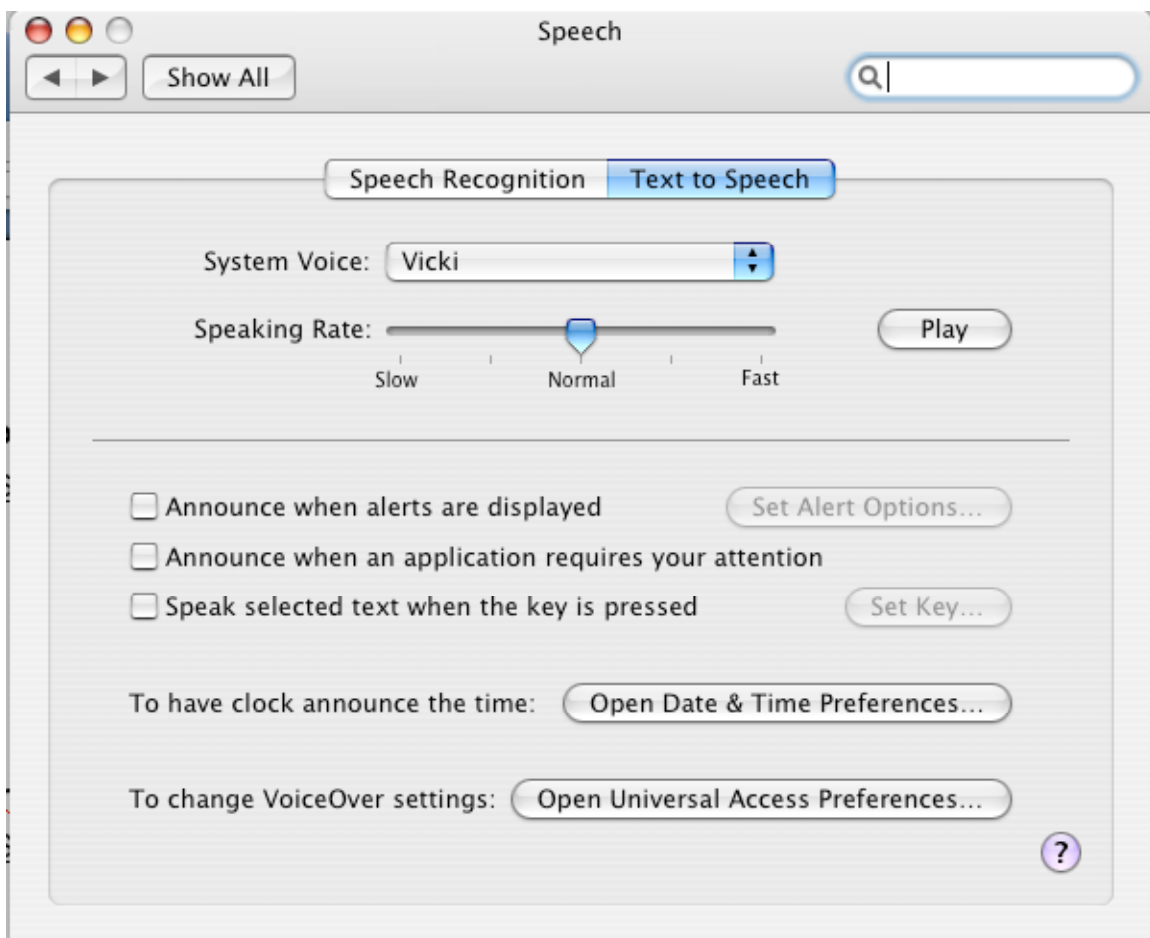 Speech
Show All
Speech Recognition Text to Speech
System Voice: Vicki
Speaking Rate: Play
Slow Normal Fast
Announce when alerts are displayed Set Alert Options...
Announce when an application requires your attention
Speak selected text when the key is pressed Set Key...
To have clock announce the time: Open Date & Time Preferences...
To change VoiceOver settings: Open Universal Access Preferences...
?